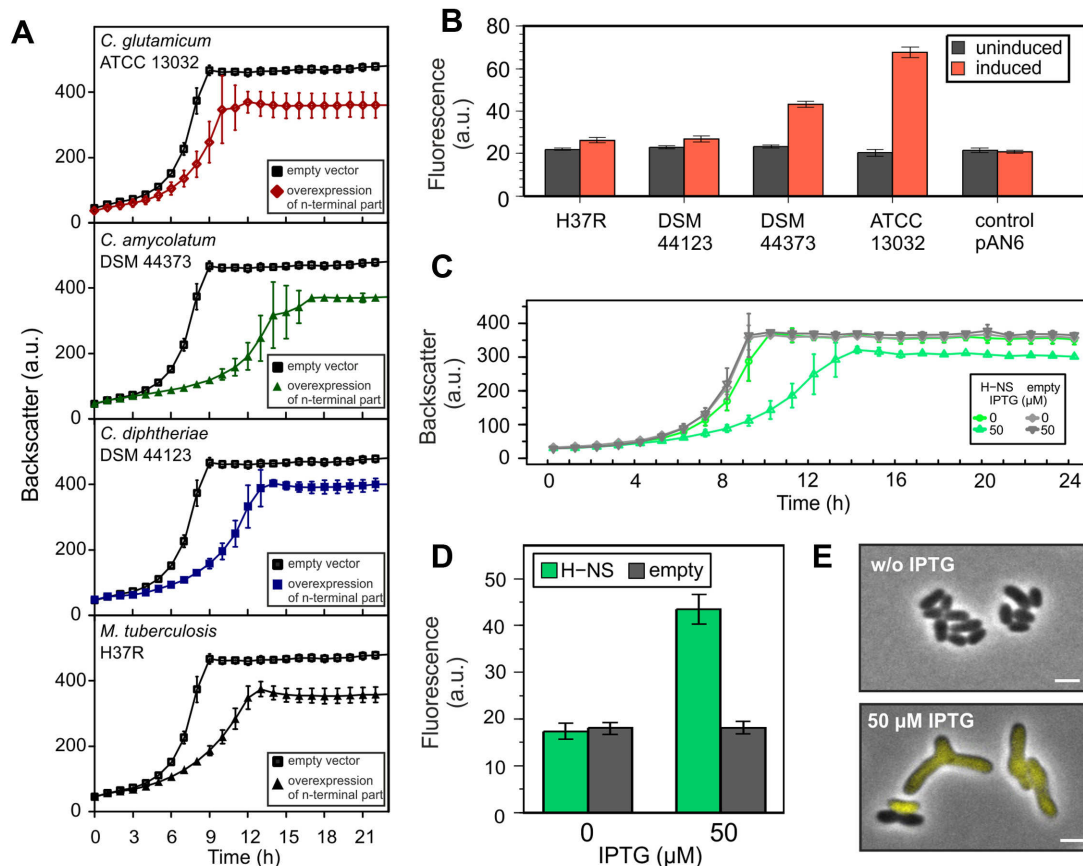 A
C. glutamicum
ATCC 13032
400
200
0
empty vector
overexpression
of n-terminal part
C. amycolatum
DSM 44373
400
200
0
empty vector
overexpression
of n-terminal part
C. diphtheriae
DSM 44123
400
200
0
empty vector
overexpression
of n-terminal part
M. tuberculosis
H37R
400
200
0
empty vector
overexpression
of n-terminal part
0 3 6 9 12 15 18 21
Time (h)
Backscatter (a.u.)
B
80
60
40
20
0
Fluorescence
(a.u.)
uninduced
induced
H37R
DSM
44123
DSM
44373
ATCC
13032
control
pAN6
C
400
300
200
100
0
Backscatter
(a.u.)
H-NS empty
IPTG (µM)
0 0
50 50
0 4 8 12 16 20 24
Time (h)
D
50
40
30
20
10
0
Fluorescence
(a.u.)
H−NS empty
0 50
IPTG (µM)
E
w/o IPTG
50 µM IPTG